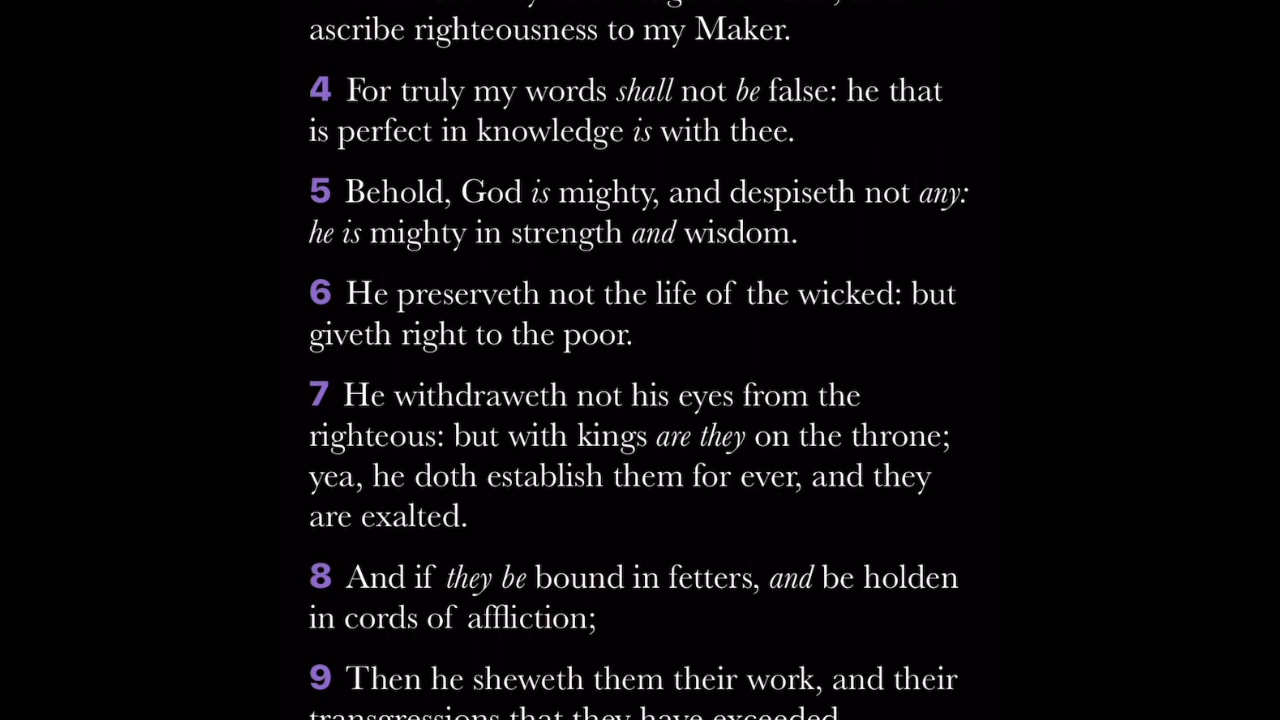 ascribe righteousness to my Maker.
4 For truly my words shall not be false: he that
is perfect in knowledge is with thee.
5 Behold, God is mighty, and despiseth not any:
he is mighty in strength and wisdom.
6 He preserveth not the life of the wicked: but
giveth right to the poor.
7 He withdraweth not his eyes from the
righteous: but with kings are they on the throne;
yea, he doth establish them for ever, and they
are exalted.
8 And if they be bound in fetters, and be holden
in cords of affliction;
9 Then he sheweth them their work, and their
transgressions that they have exceeded